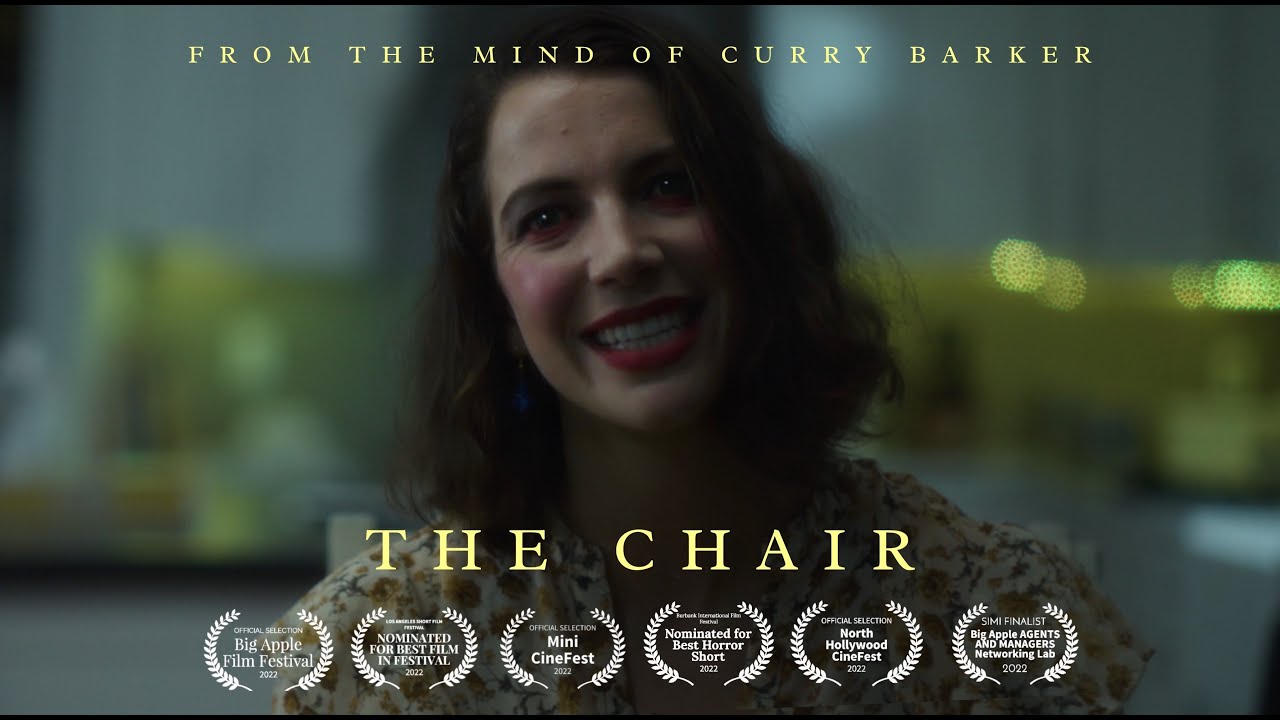 FROM THE MIND OF CURRY BARKER
THE CHAIR
OFFICIAL SELECTION
Big Apple
Film Festival
2022
LOS ANGELES SHORT FILM
FESTIVAL
NOMINATED
FOR BEST FILM
IN FESTIVAL
2022
OFFICIAL SELECTION
Mini
CineFest
2022
Burbank International Film
Festival
Nominated for
Best Horror
Short
2022
OFFICIAL SELECTION
North
Hollywood
CineFest
2022
SIMI FINALIST
Big Apple AGENTS
AND MANAGERS
Networking Lab
2022